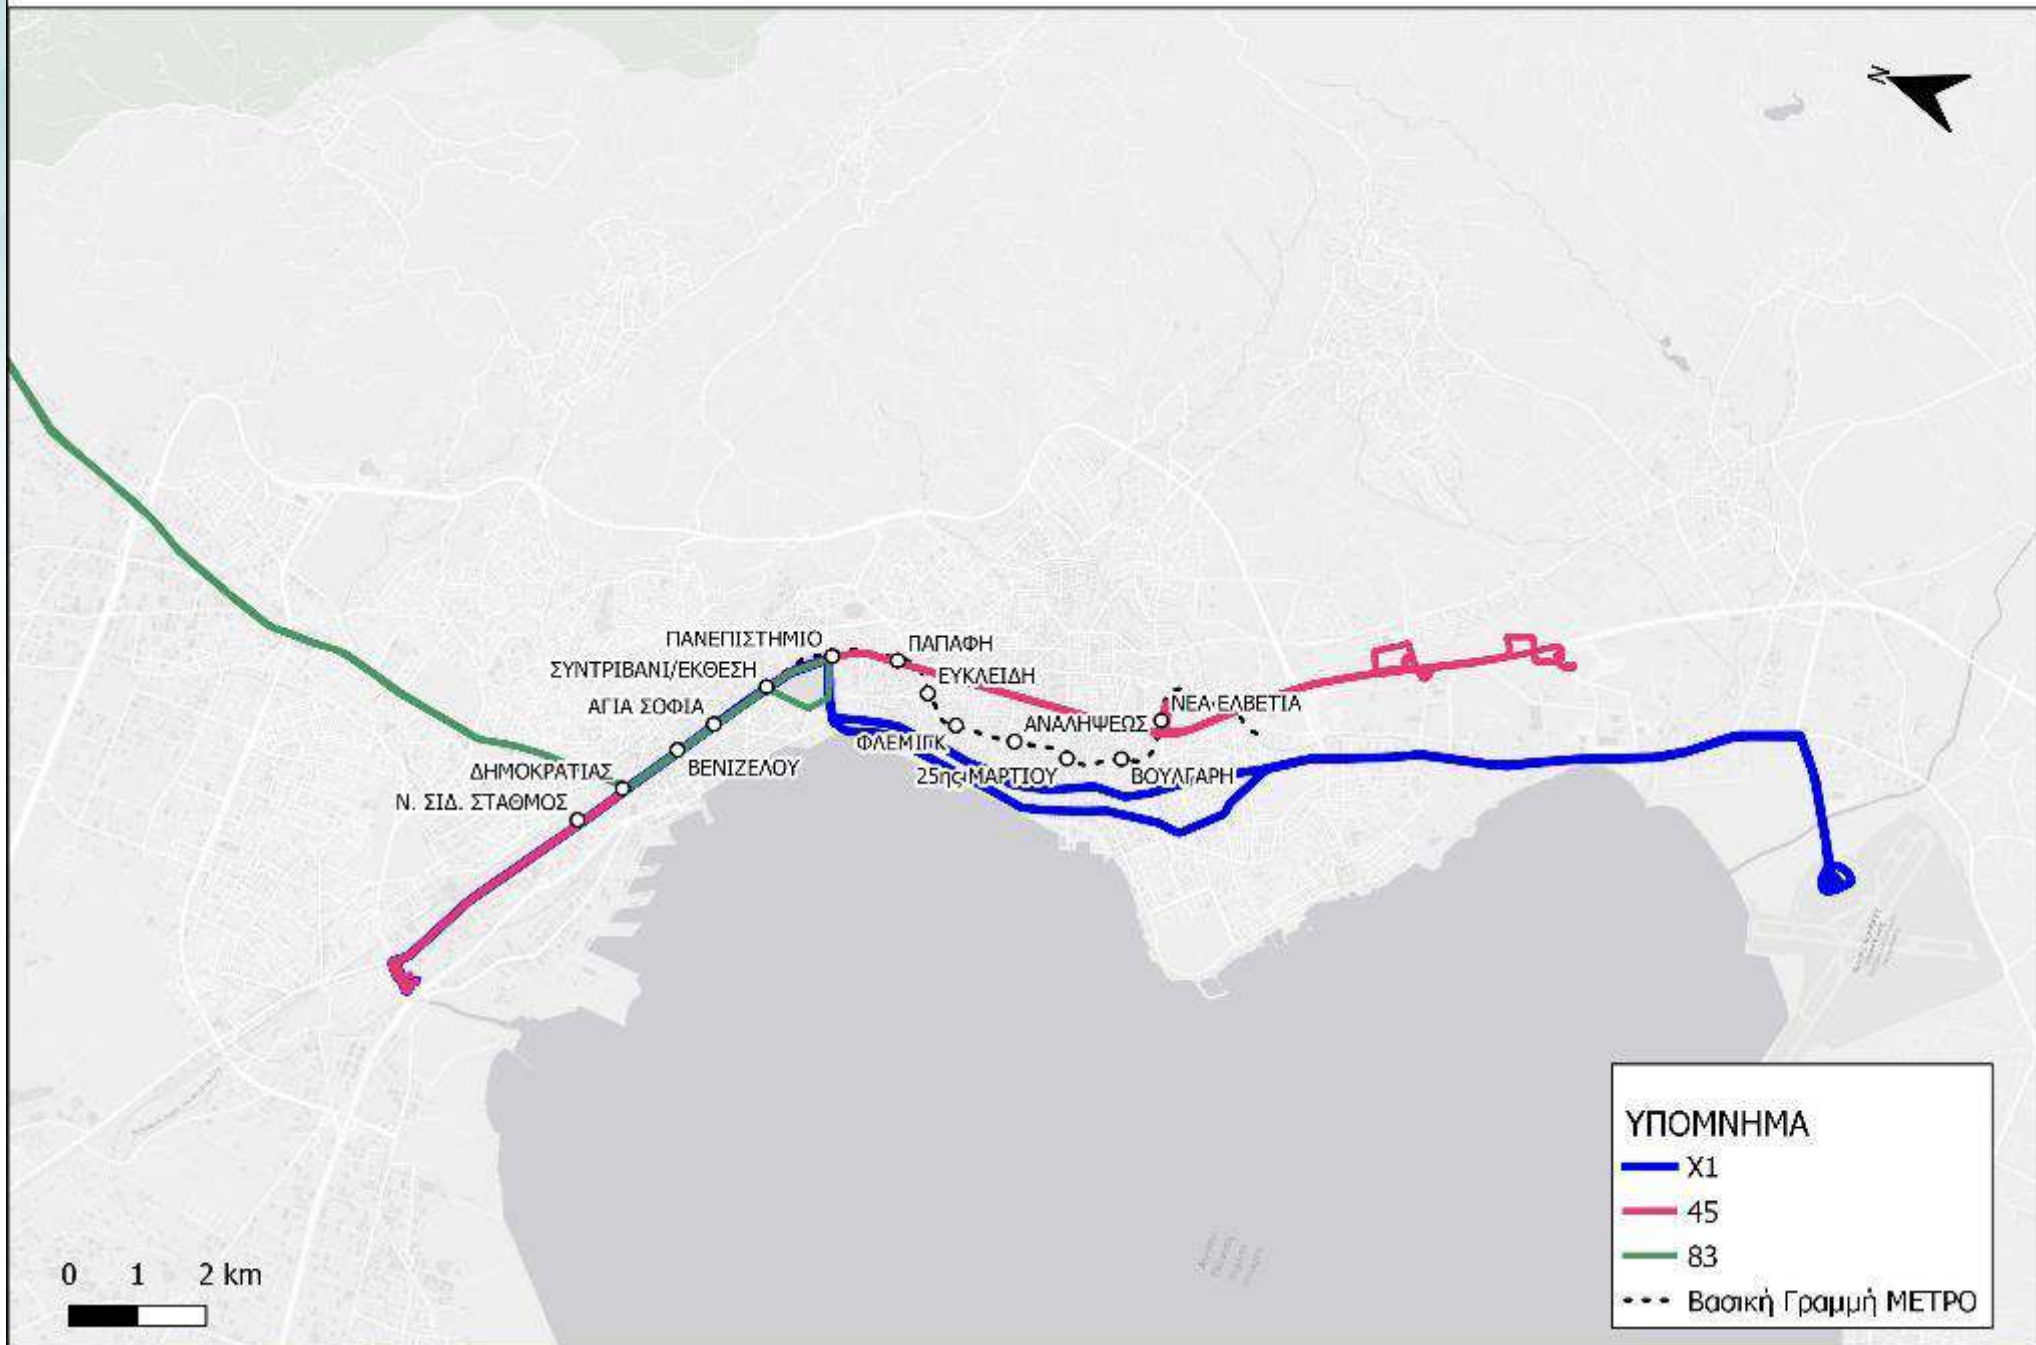 N
ΠΑΝΕΠΙΣΤΗΜΙΟ
ΠΑΠΑΦΗ
ΣΥΝΤΡΙΒΑΝΙ/ΕΚΘΕΣΗ
ΕΥΚΛΕΙΔΗ
ΑΓΙΑ ΣΟΦΙΑ
ΝΕΑ ΕΛΒΕΤΙΑ
ΑΝΑΛΗΨΕΩΣ
ΦΛΕΜΙΓΚ
ΒΕΝΙΖΕΛΟΥ
ΔΗΜΟΚΡΑΤΙΑΣ
25ης ΜΑΡΤΙΟΥ
ΒΟΥΛΓΑΡΗ
Ν. ΣΙΔ. ΣΤΑΘΜΟΣ
ΥΠΟΜΝΗΜΑ
X1
45
83
Βασική Γραμμή ΜΕΤΡΟ
0 1 2 km